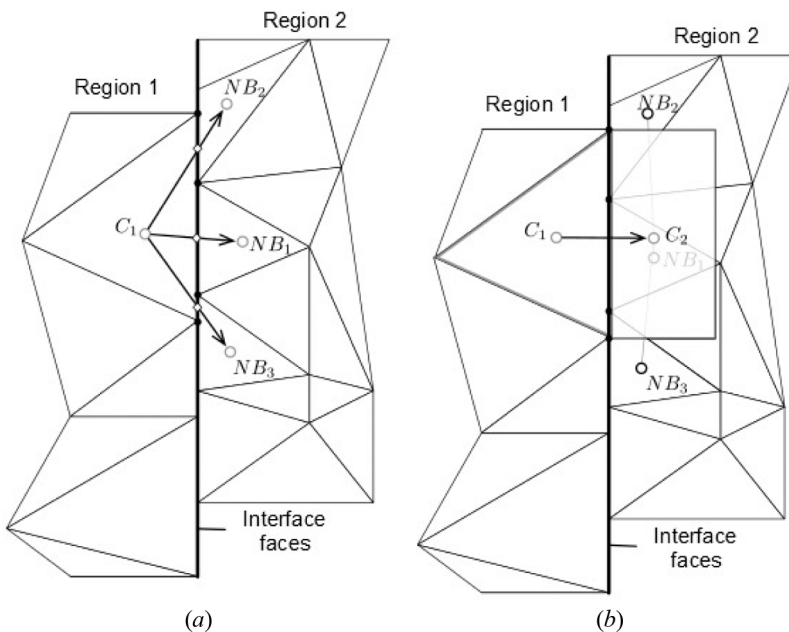 Region 2
Region 1
NB₂
C₁
NB₁
NB₃
Interface
faces
(a)
Region 2
Region 1
NB₂
C₁
C₂
NB₁
NB₃
Interface
faces
(b)